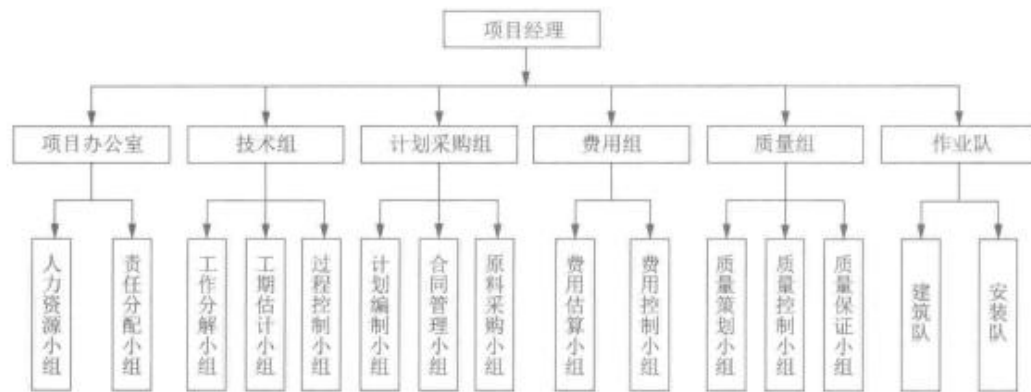 项目经理
项目办公室
技术组
计划采购组
费用组
质量组
作业队
人力资源小组
责任分配小组
工作分解小组
工期估计小组
过程控制小组
计划编制小组
合同管理小组
原料采购小组
费用估算小组
费用控制小组
质量策划小组
质量控制小组
质量保证小组
建筑队
安装队